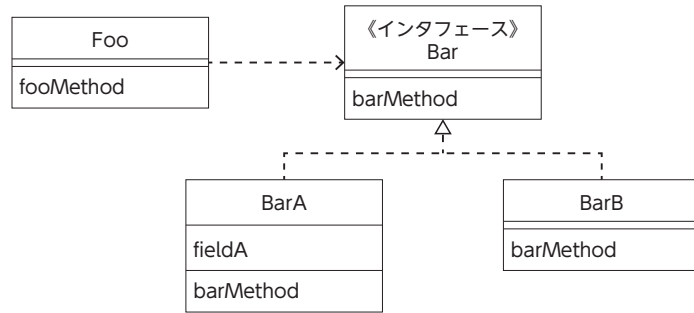 Foo
fooMethod
《インタフェース》
Bar
barMethod
BarA
fieldA
barMethod
BarB
barMethod